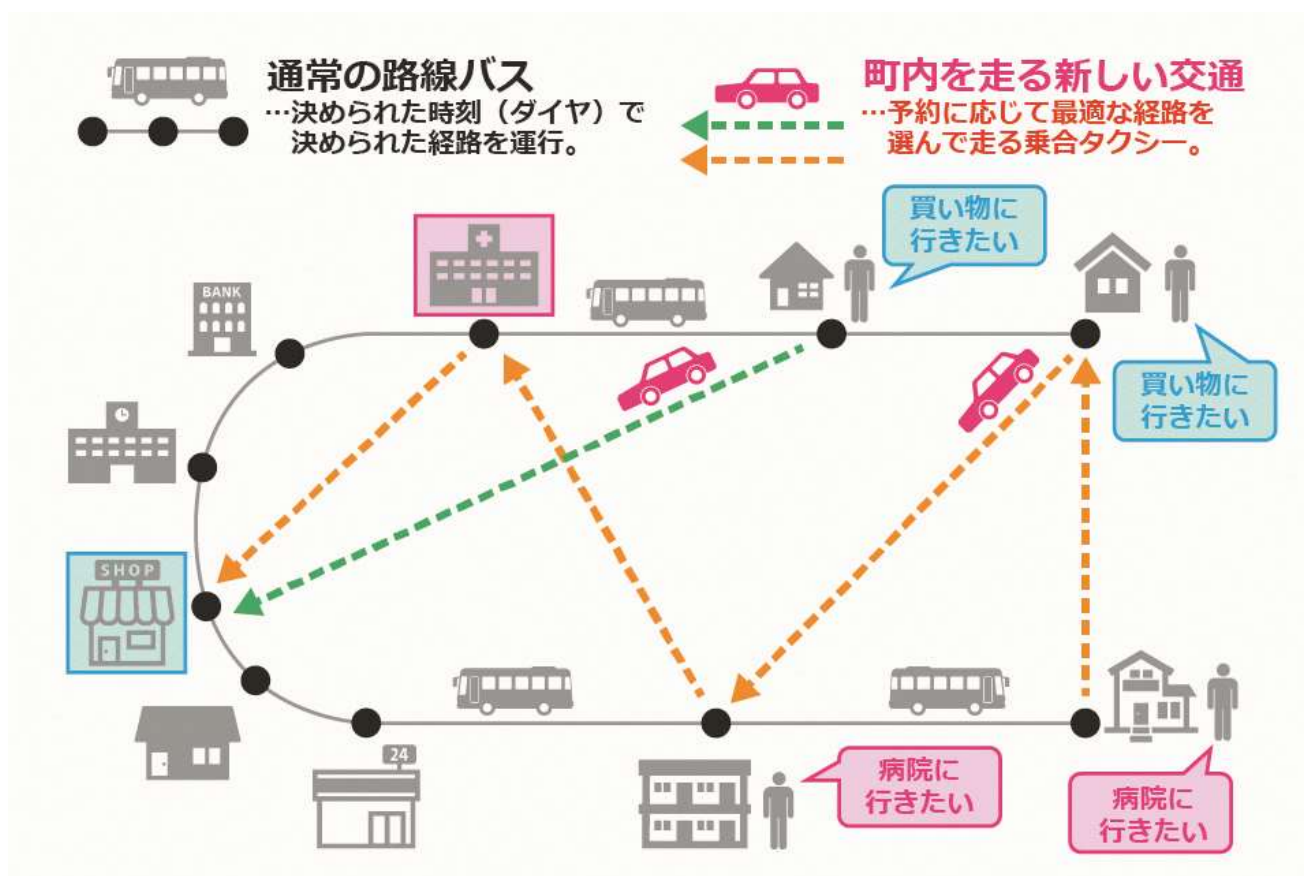 通常の路線バス
…決められた時刻（ダイヤ）で
決められた経路を運行。
町内を走る新しい交通
…予約に応じて最適な経路を
選んで走る乗合タクシー。
買い物に
行きたい
BANK
買い物に
行きたい
SHOP
24
病院に
行きたい
病院に
行きたい